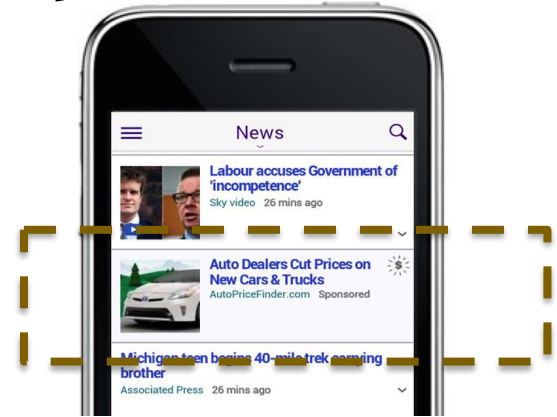 News
Labour accuses Government of
'incompetence'
Sky video 26 mins ago
Auto Dealers Cut Prices on
New Cars & Trucks
$
AutoPriceFinder.com Sponsored
Michigan teen begins 40-mile trek carrying
brother
Associated Press 26 mins ago